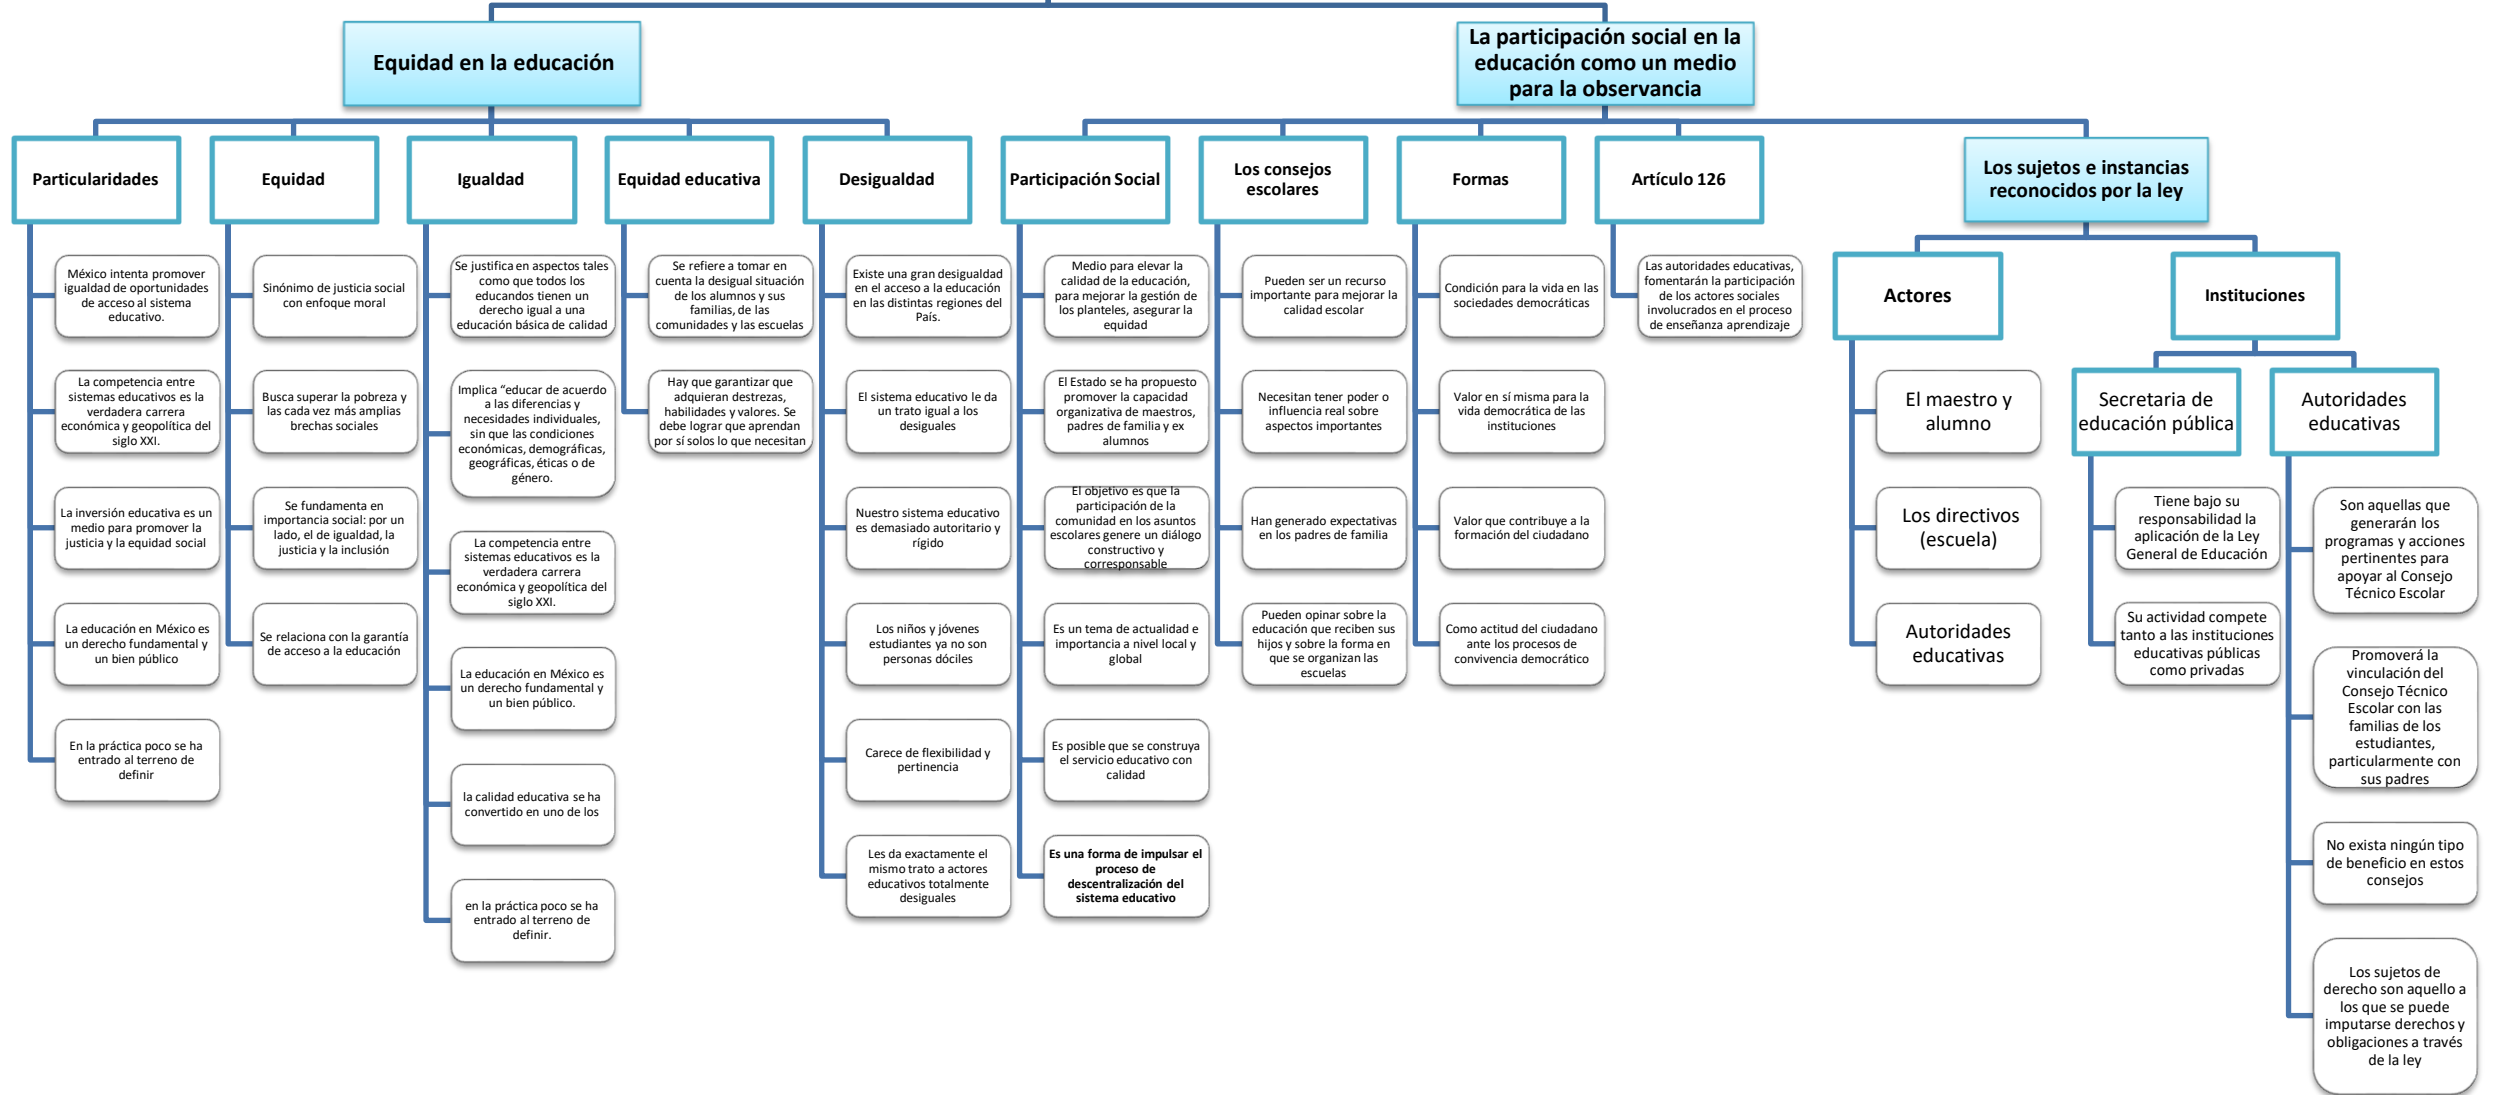 Equidad en la educación
La participación social en la
educación como un medio
para la observancia
Particularidades
Equidad
Igualdad
Equidad educativa
Desigualdad
Participación Social
Los consejos
escolares
Formas
Artículo 126
Los sujetos e instancias
reconocidos por la ley
México intenta promover
igualdad de oportunidades
de acceso al sistema
educativo.
La competencia entre
sistemas educativos es la
verdadera carrera
económica y geopolítica del
siglo XXI.
La inversión educativa es un
medio para promover la
justicia y la equidad social
La educación en México es
un derecho fundamental y
un bien público
En la práctica poco se ha
entrado al terreno de
definir
Sinónimo de justicia social
con enfoque moral
Busca superar la pobreza y
las cada vez más amplias
brechas sociales
Se fundamenta en
importancia social: por un
lado, el de igualdad, la
justicia y la inclusión
Se relaciona con la garantía
de acceso a la educación
Se justifica en aspectos tales
como que todos los
educandos tienen un
derecho igual a una
educación básica de calidad
Implica “educar de acuerdo
a las diferencias y
necesidades individuales,
sin que las condiciones
económicas, demográficas,
geográficas, éticas o de
género.
La competencia entre
sistemas educativos es la
verdadera carrera
económica y geopolítica del
siglo XXI.
La educación en México es
un derecho fundamental y
un bien público.
la calidad educativa se ha
convertido en uno de los
en la práctica poco se ha
entrado al terreno de
definir.
Se refiere a tomar en
cuenta la desigual situación
de los alumnos y sus
familias, de las
comunidades y las escuelas
Hay que garantizar que
adquieran destrezas,
habilidades y valores. Se
debe lograr que aprendan
por sí solos lo que necesitan
Existe una gran desigualdad
en el acceso a la educación
en las distintas regiones del
País.
El sistema educativo le da
un trato igual a los
desiguales
Nuestro sistema educativo
es demasiado autoritario y
rígido
Los niños y jóvenes
estudiantes ya no son
personas dóciles
Carece de flexibilidad y
pertinencia
Les da exactamente el
mismo trato a actores
educativos totalmente
desiguales
Medio para elevar la
calidad de la educación,
para mejorar la gestión de
los planteles, asegurar la
equidad
El Estado se ha propuesto
promover la capacidad
organizativa de maestros,
padres de familia y ex
alumnos
El objetivo es que la
participación de la
comunidad en los asuntos
escolares genere un diálogo
constructivo y
corresponsable
Es un tema de actualidad e
importancia a nivel local y
global
Es posible que se construya
el servicio educativo con
calidad
Es una forma de impulsar el
proceso de
descentralización del
sistema educativo
Pueden ser un recurso
importante para mejorar la
calidad escolar
Necesitan tener poder o
influencia real sobre
aspectos importantes
Han generado expectativas
en los padres de familia
Pueden opinar sobre la
educación que reciben sus
hijos y sobre la forma en
que se organizan las
escuelas
Condición para la vida en las
sociedades democráticas
Valor en sí misma para la
vida democrática de las
instituciones
Valor que contribuye a la
formación del ciudadano
Como actitud del ciudadano
ante los procesos de
convivencia democrático
Las autoridades educativas,
fomentarán la participación
de los actores sociales
involucrados en el proceso
de enseñanza aprendizaje
Actores
El maestro y
alumno
Los directivos
(escuela)
Autoridades
educativas
Instituciones
Secretaria de
educación pública
Tiene bajo su
responsabilidad la
aplicación de la Ley
General de Educación
Su actividad compete
tanto a las instituciones
educativas públicas
como privadas
Autoridades
educativas
Son aquellas que
generarán los
programas y acciones
pertinentes para
apoyar al Consejo
Técnico Escolar
Promoverá la
vinculación del
Consejo Técnico
Escolar con las
familias de los
estudiantes,
particularmente con
sus padres
No exista ningún tipo
de beneficio en estos
consejos
Los sujetos de
derecho son aquello a
los que se puede
imputarse derechos y
obligaciones a través
de la ley